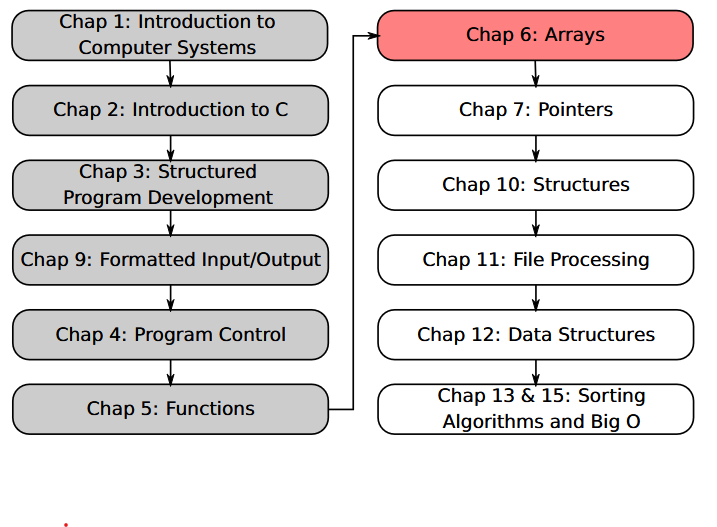 Chap 1: Introduction to
Computer Systems
Chap 2: Introduction to C
Chap 3: Structured
Program Development
Chap 9: Formatted Input/Output
Chap 4: Program Control
Chap 5: Functions
Chap 6: Arrays
Chap 7: Pointers
Chap 10: Structures
Chap 11: File Processing
Chap 12: Data Structures
Chap 13 & 15: Sorting
Algorithms and Big O